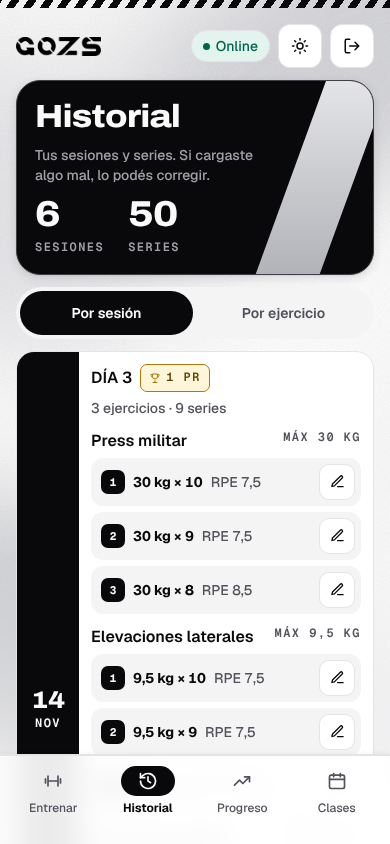 GOZS
Online
Historial
Tus sesiones y series. Si cargaste
algo mal, lo podés corregir.
6 50
SESIONES SERIES
Por sesión Por ejercicio
DÍA 3 1 PR
3 ejercicios · 9 series
Press militar MÁX 30 KG
1 30 kg × 10 RPE 7,5
2 30 kg × 9 RPE 7,5
3 30 kg × 8 RPE 8,5
Elevaciones laterales MÁX 9,5 KG
1 9,5 kg × 10 RPE 7,5
14
NOV
2 9,5 kg × 9 RPE 7,5
Entrenar Historial Progreso Clases